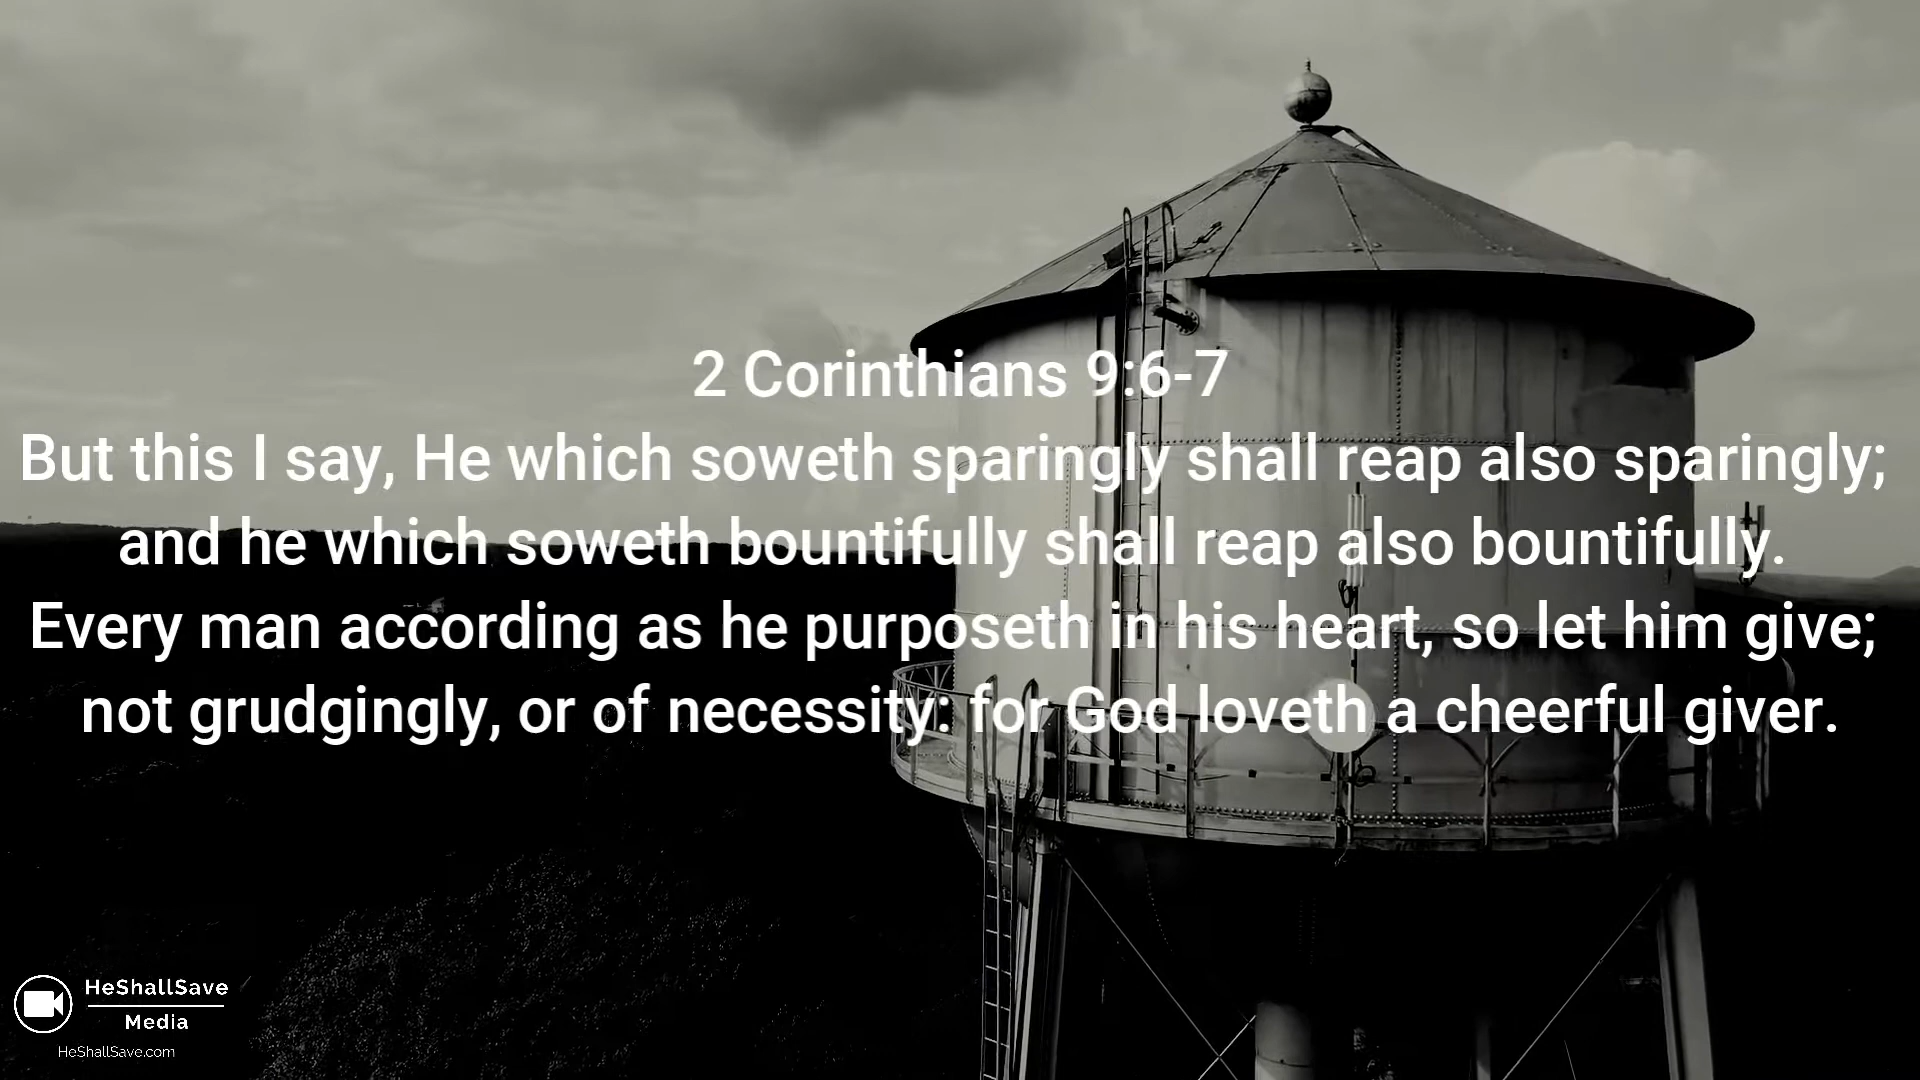 2 Corinthians 9:6-7
But this I say, He which soweth sparingly shall reap also sparingly;
and he which soweth bountifully shall reap also bountifully.
Every man according as he purposeth in his heart, so let him give;
not grudgingly, or of necessity: for God loveth a cheerful giver.
HeShallSave
Media
HeShallSave.com